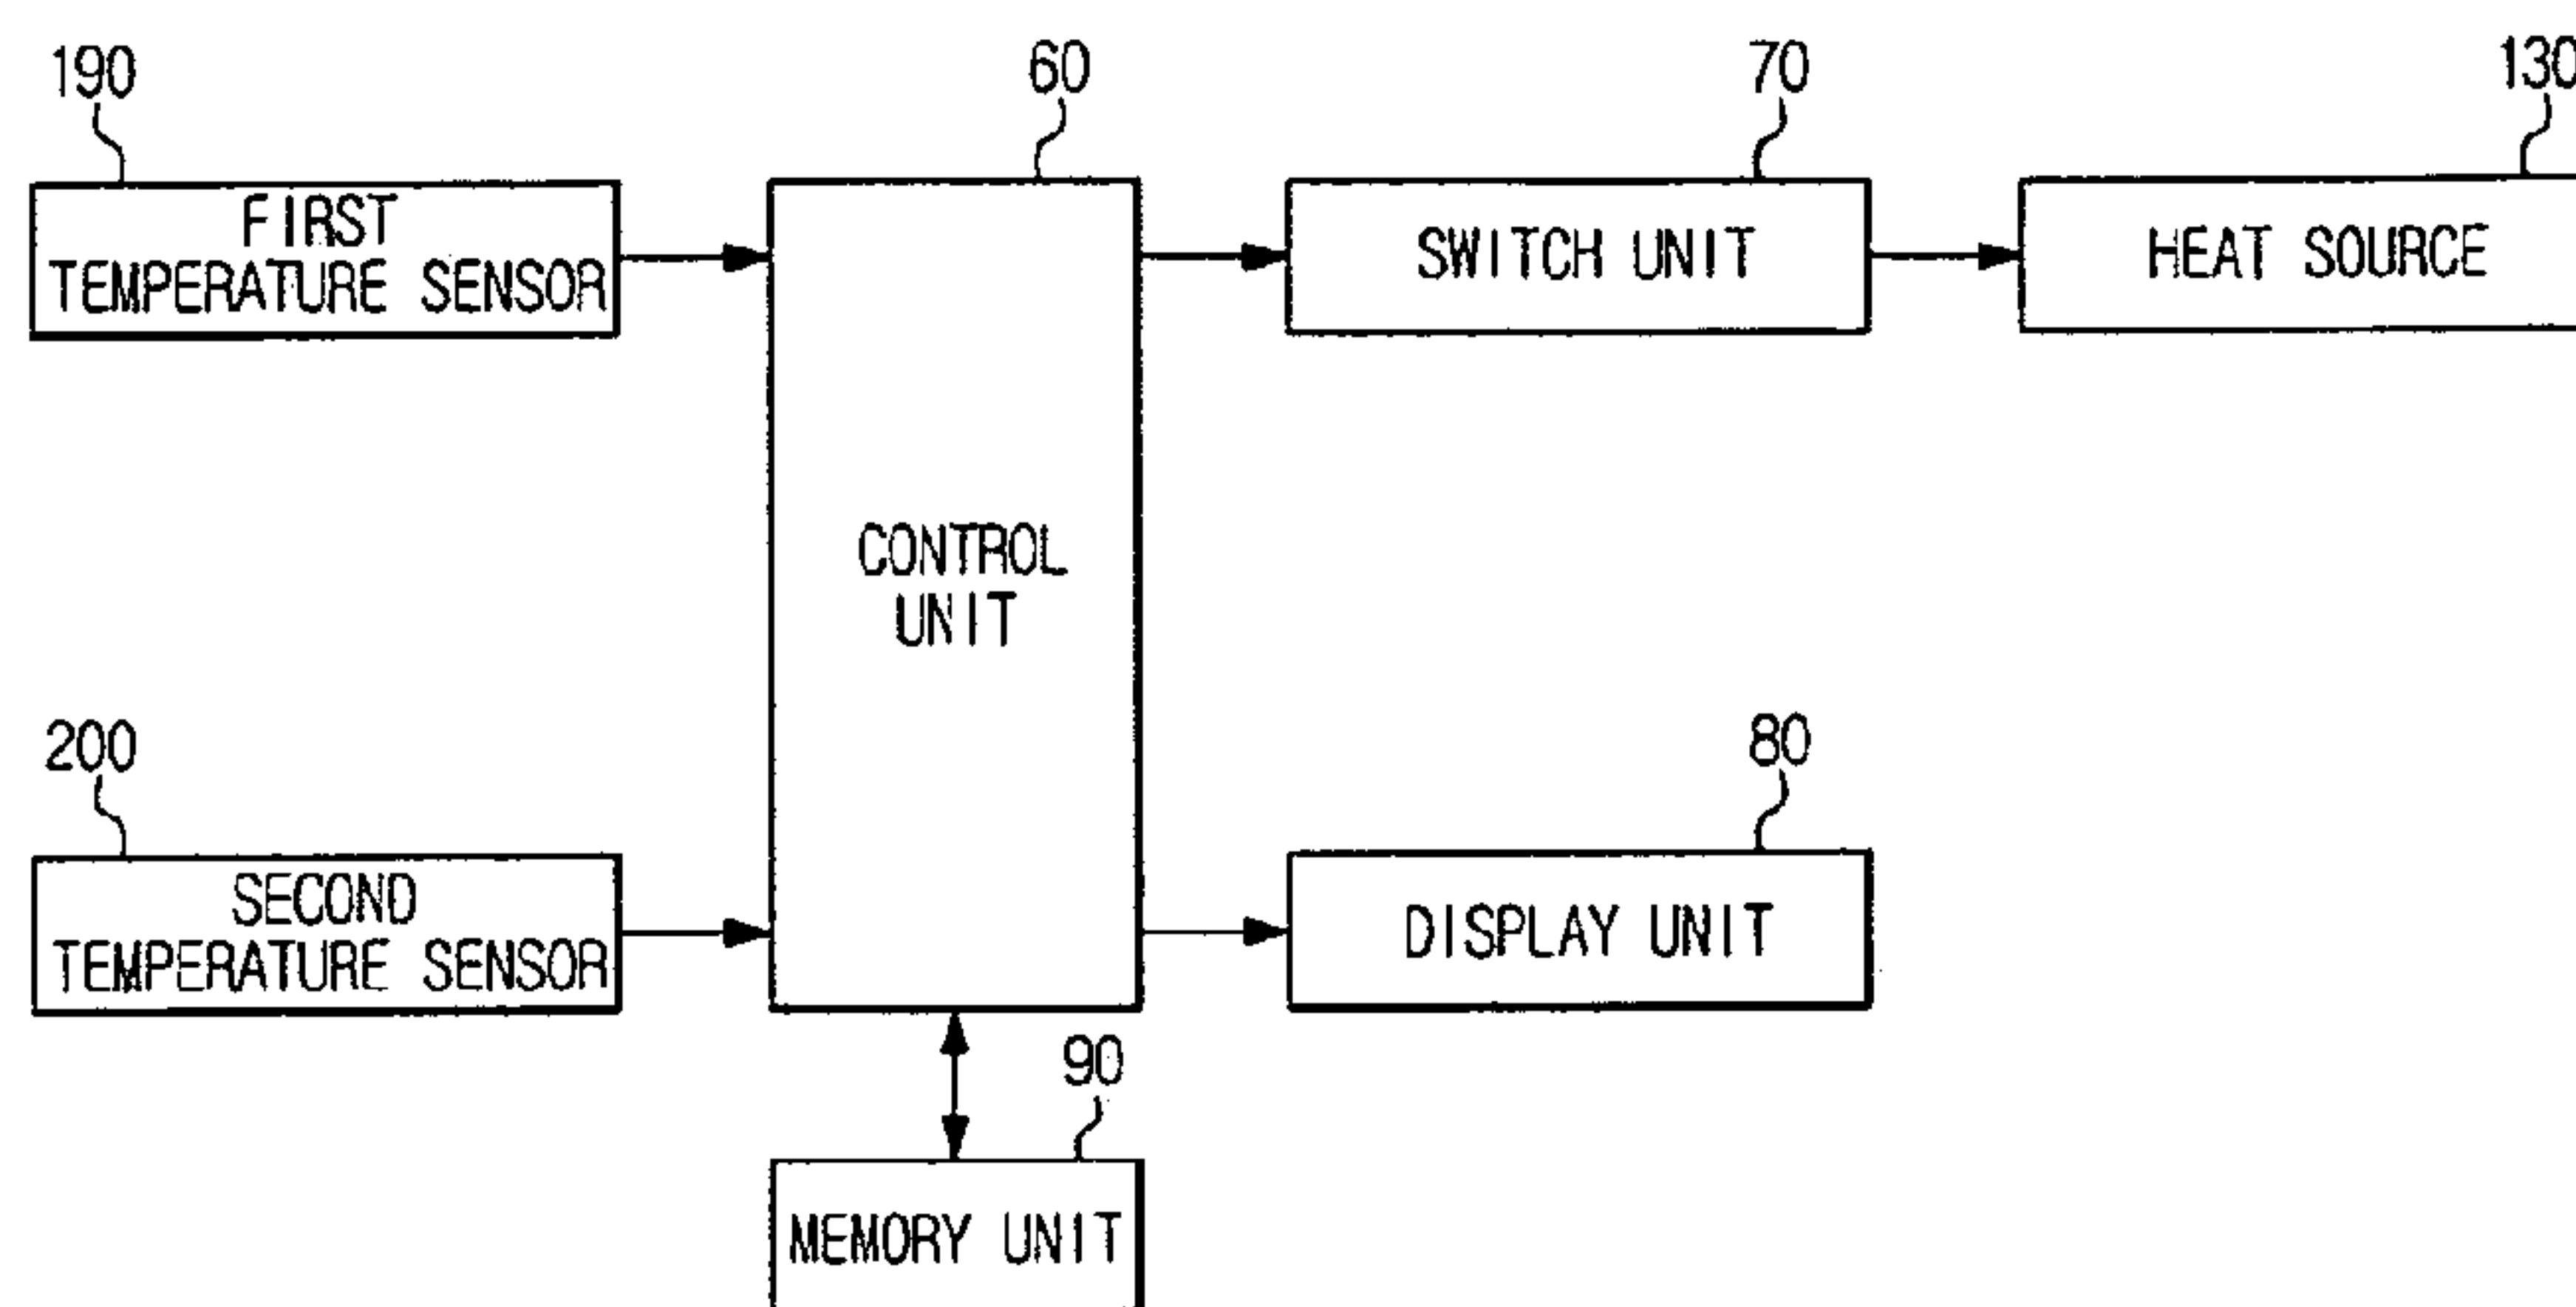 190
60
70
130
FIRST
TEMPERATURE SENSOR
SWITCH UNIT
HEAT SOURCE
CONTROL
UNIT
200
80
SECOND
TEMPERATURE SENSOR
DISPLAY UNIT
90
MEMORY UNIT